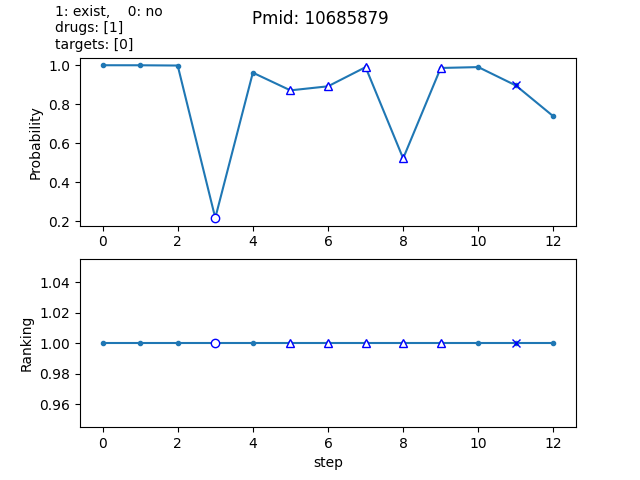 1: exist,    0: no
drugs: [1]
targets: [0]
Pmid: 10685879
1.0
0.8
0.6
0.4
0.2
Probability
0 2 4 6 8 10 12
1.04
1.02
1.00
0.98
0.96
Ranking
0 2 4 6 8 10 12
step